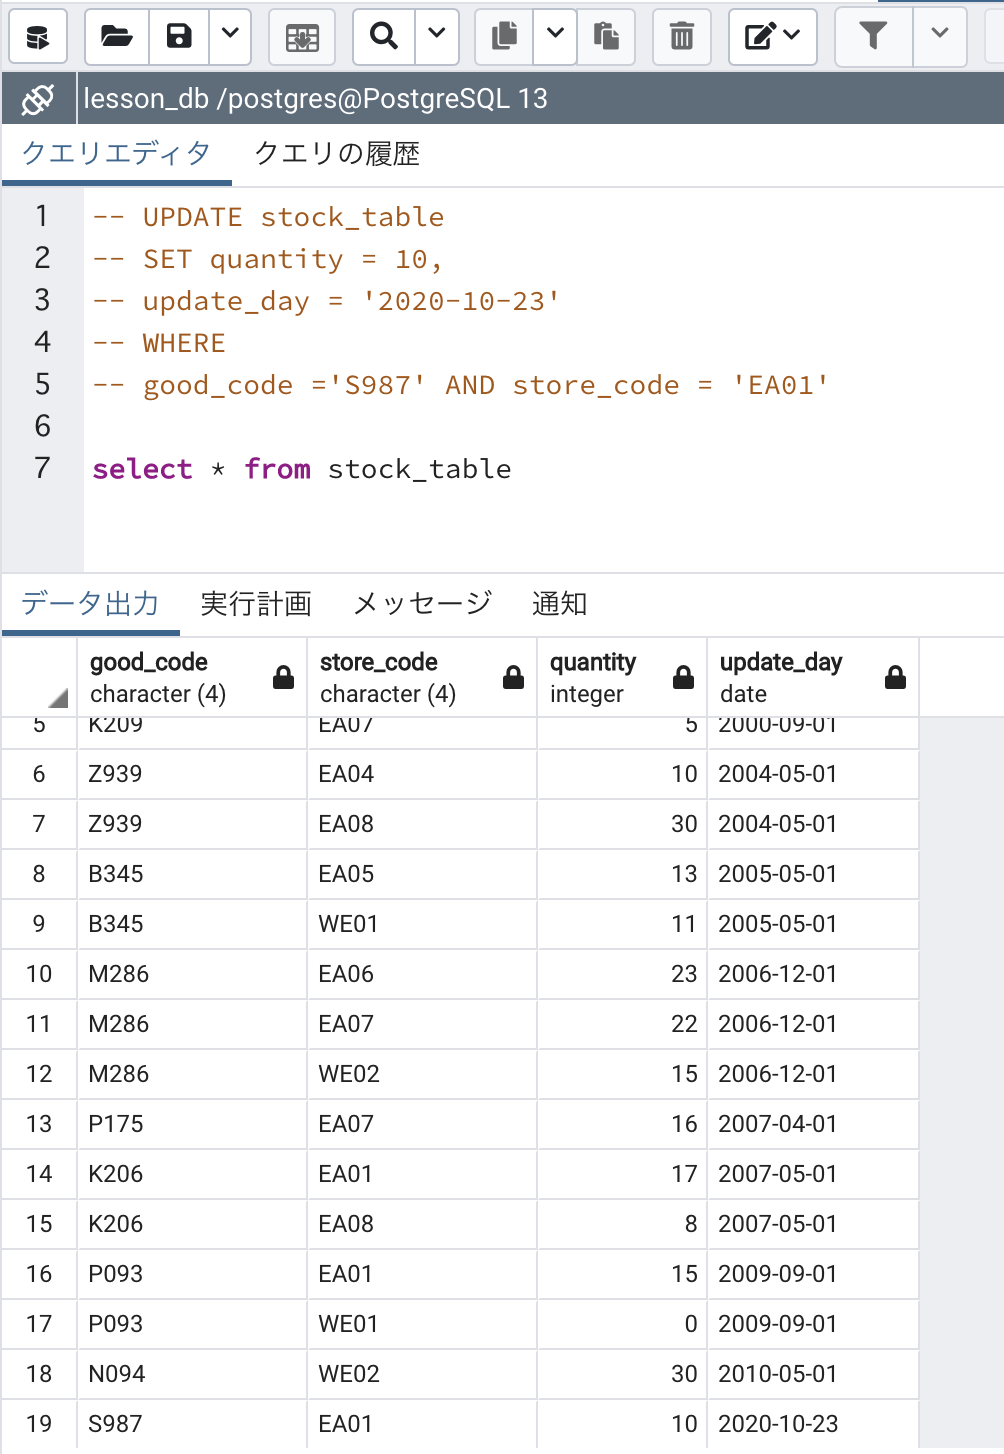 lesson_db /postgres@PostgreSQL 13
クエリエディタ クエリの履歴
1 -- UPDATE stock_table
2 -- SET quantity = 10,
3 -- update_day = '2020-10-23'
4 -- WHERE
5 -- good_code ='S987' AND store_code = 'EA01'
6
7 select * from stock_table
データ出力 実行計画 メッセージ 通知
good_code store_code quantity update_day
character (4) character (4) integer date
5 K209 EA07 5 2000-09-01
6 Z939 EA04 10 2004-05-01
7 Z939 EA08 30 2004-05-01
8 B345 EA05 13 2005-05-01
9 B345 WE01 11 2005-05-01
10 M286 EA06 23 2006-12-01
11 M286 EA07 22 2006-12-01
12 M286 WE02 15 2006-12-01
13 P175 EA07 16 2007-04-01
14 K206 EA01 17 2007-05-01
15 K206 EA08 8 2007-05-01
16 P093 EA01 15 2009-09-01
17 P093 WE01 0 2009-09-01
18 N094 WE02 30 2010-05-01
19 S987 EA01 10 2020-10-23